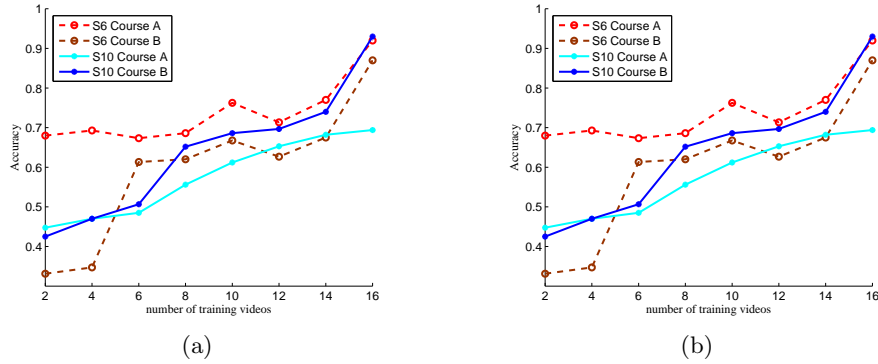 1
0.9
0.8
0.7
0.6
0.5
0.4
Accuracy
S6 Course A
S6 Course B
S10 Course A
S10 Course B
2 4 6 8 10 12 14 16
number of training videos
(a)
1
0.9
0.8
0.7
0.6
0.5
0.4
Accuracy
S6 Course A
S6 Course B
S10 Course A
S10 Course B
2 4 6 8 10 12 14 16
number of training videos
(b)